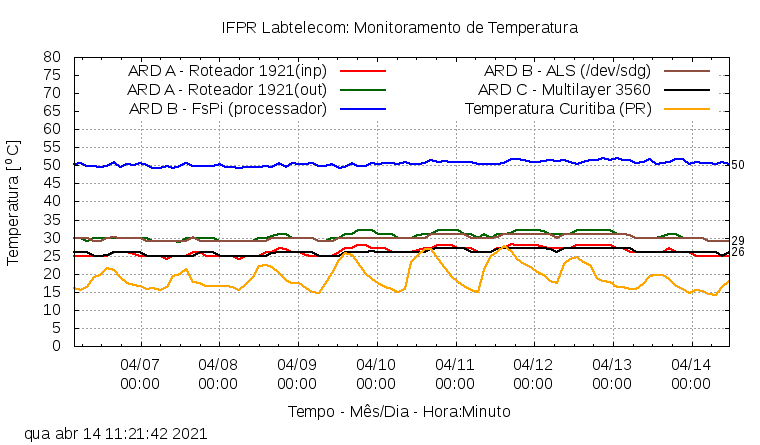 IFPR Labtelecom: Monitoramento de Temperatura
Temperatura [ºC]
80
75
70
65
60
55
50
45
40
35
30
25
20
15
10
5
0
ARD A - Roteador 1921(inp)
ARD A - Roteador 1921(out)
ARD B - FsPi (processador)
ARD B - ALS (/dev/sdg)
ARD C - Multilayer 3560
Temperatura Curitiba (PR)
50
29
26
04/07 04/08 04/09 04/10 04/11 04/12 04/13 04/14
00:00 00:00 00:00 00:00 00:00 00:00 00:00 00:00
Tempo - Mês/Dia - Hora:Minuto
qua abr 14 11:21:42 2021